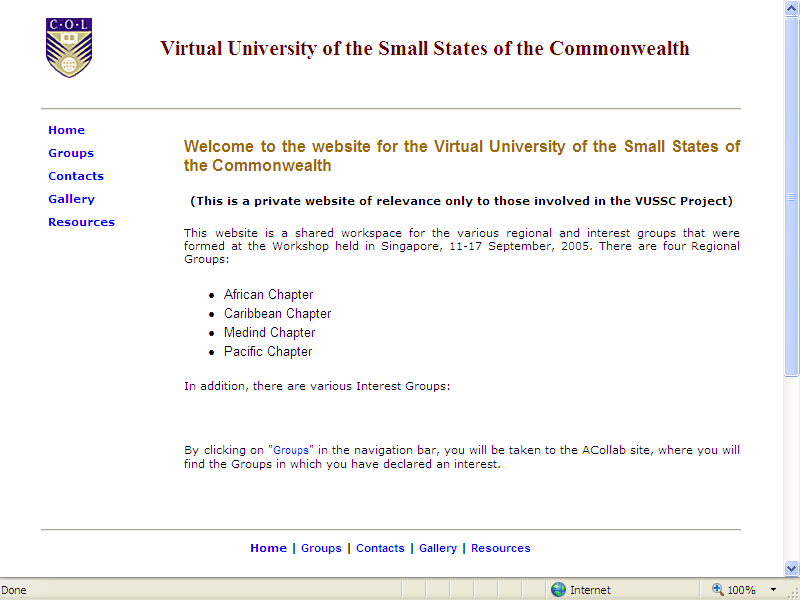 C·O·L
Virtual University of the Small States of the Commonwealth
Home
Groups
Contacts
Gallery
Resources
Welcome to the website for the Virtual University of the Small States of
the Commonwealth
(This is a private website of relevance only to those involved in the VUSSC Project)
This website is a shared workspace for the various regional and interest groups that were
formed at the Workshop held in Singapore, 11-17 September, 2005. There are four Regional
Groups:
African Chapter
Caribbean Chapter
Medind Chapter
Pacific Chapter
In addition, there are various Interest Groups:
By clicking on "Groups" in the navigation bar, you will be taken to the ACollab site, where you will
find the Groups in which you have declared an interest.
Home | Groups | Contacts | Gallery | Resources
Done Internet 100%